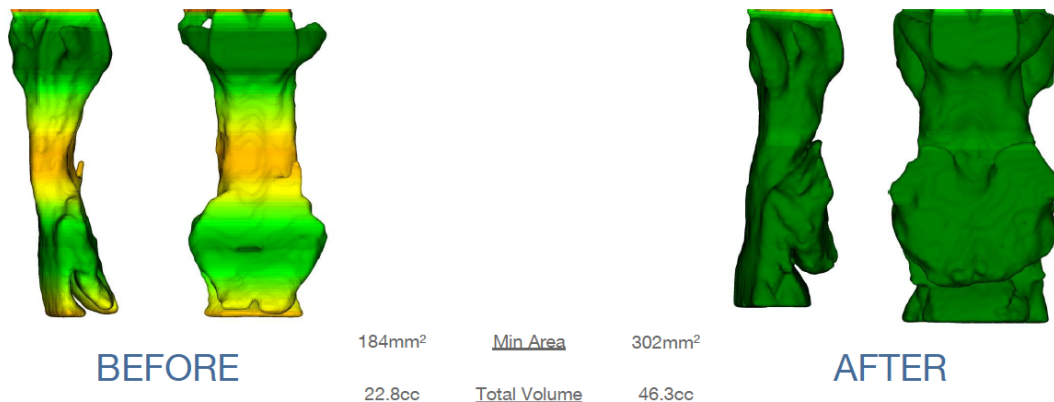 184mm² Min Area 302mm²
BEFORE AFTER
22.8cc Total Volume 46.3cc